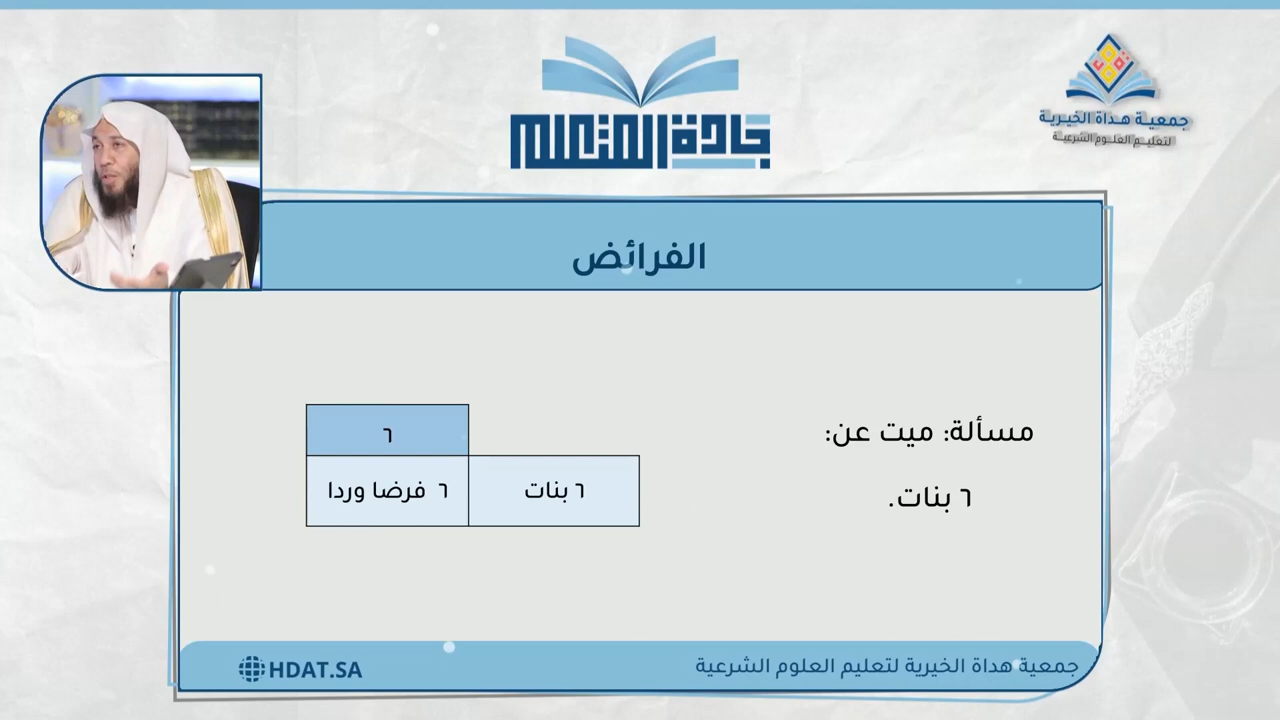 جادة المتعلم
جمعية هداة الخيرية
لتعليم العلوم الشرعية
الفرائض
مسألة: ميت عن:
٦ بنات.
٦
٦ بنات
٦ فرضا وردا
جمعية هداة الخيرية لتعليم العلوم الشرعية
HDAT.SA